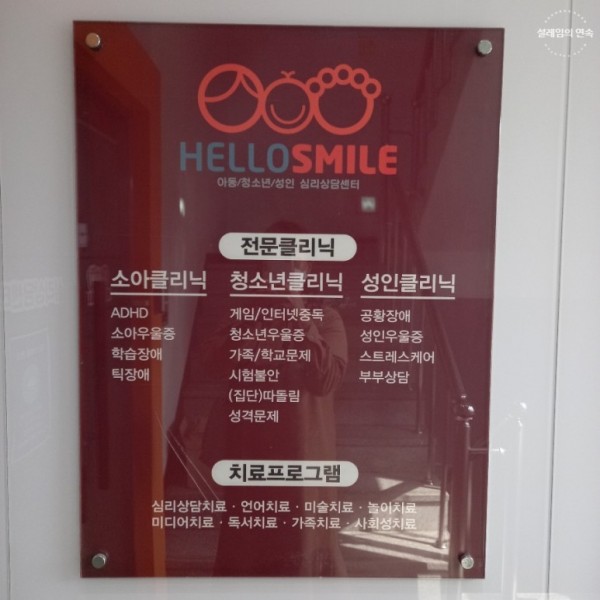 설레임의 연속
HELLOSMILE
아동/청소년/성인 심리상담센터
전문클리닉
소아클리닉
ADHD
소아우울증
학습장애
틱장애
청소년클리닉
게임/인터넷중독
청소년우울증
가족/학교문제
시험불안
(집단)따돌림
성격문제
성인클리닉
공황장애
성인우울증
스트레스케어
부부상담
치료프로그램
심리상담치료 · 언어치료 · 미술치료 · 놀이치료
미디어치료 · 독서치료 · 가족치료 · 사회성치료